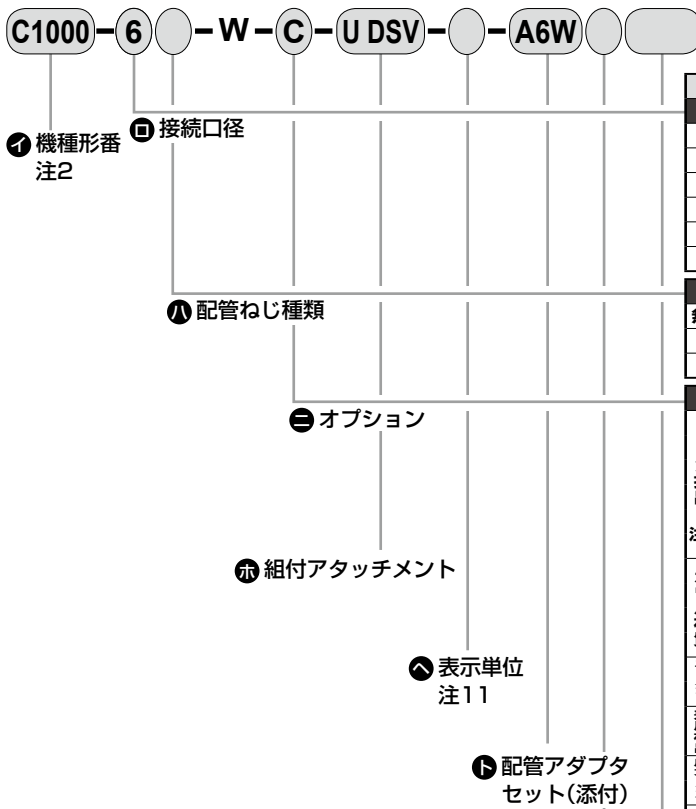 C1000-6 -W-C-U DSV- -A6W
イ 機種形番
注2
ロ 接続口径
ハ 配管ねじ種類
ニ オプション
ホ 組付アタッチメント
ヘ 表示単位
注11
ト 配管アダプタ
セット(添付)